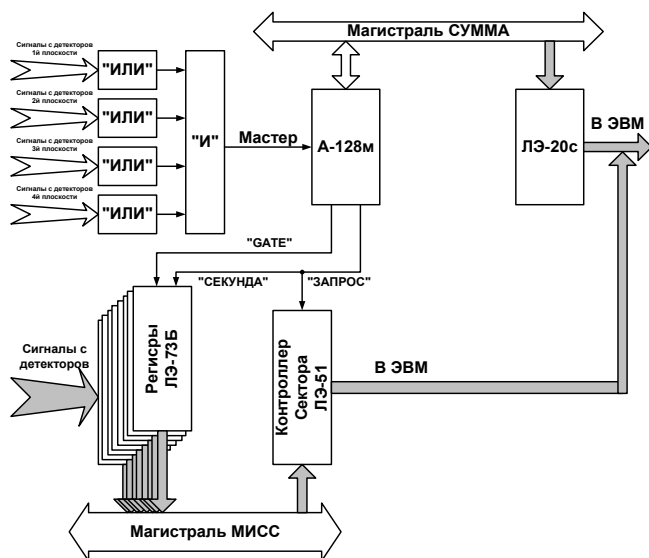 Магистраль СУММА
Сигналы с детекторов
1й плоскости
"ИЛИ"
Сигналы с детекторов
2й плоскости
"ИЛИ"
Сигналы с детекторов
3й плоскости
"ИЛИ"
Сигналы с детекторов
4й плоскости
"ИЛИ"
"И"
Мастер
А-128м
ЛЭ-20с
В ЭВМ
"GATE"
"СЕКУНДА"
"ЗАПРОС"
Сигналы с
детекторов
Регисры
ЛЭ-73Б
Контроллер
Сектора
ЛЭ-51
В ЭВМ
Магистраль МИСС